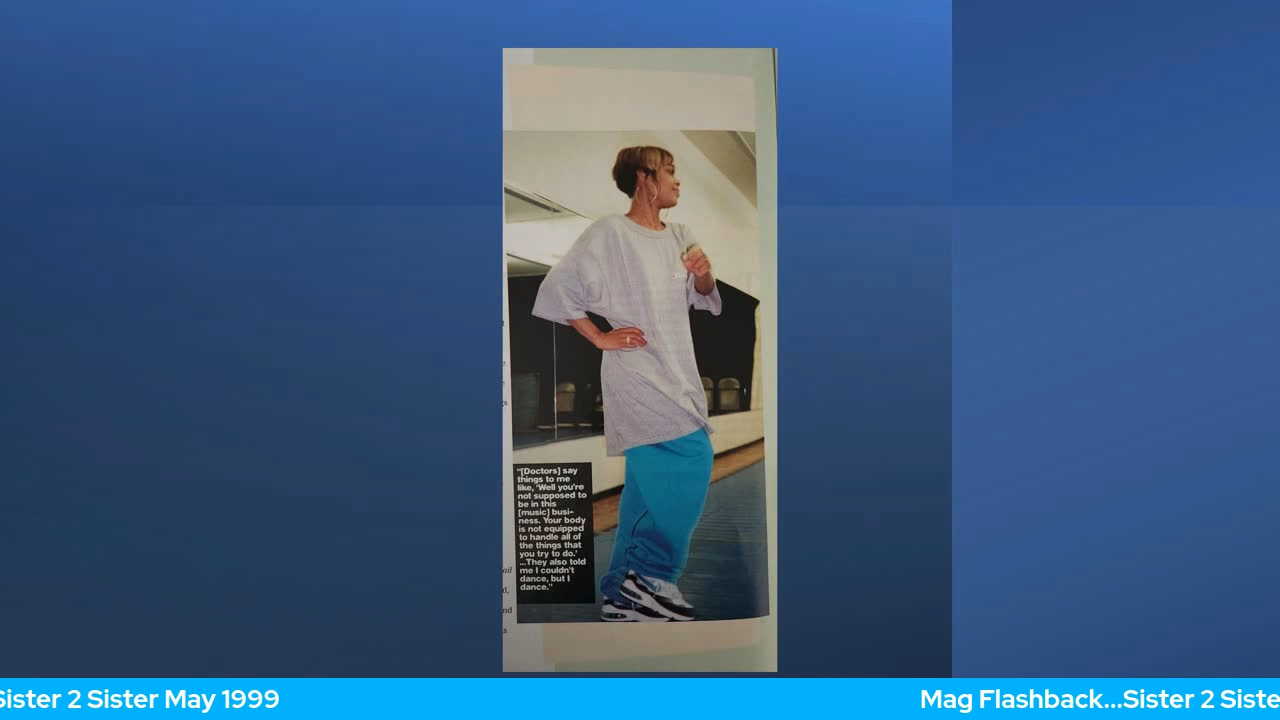 "[Doctors] say
things to me
like, 'Well you're
not supposed to
be in this
[music] busi-
ness. Your body
is not equipped
to handle all of
the things that
you try to do.'
...They also told
me I couldn't
dance, but I
dance."
ail
d,
nd
s
Sister 2 Sister May 1999
Mag Flashback...Sister 2 Siste